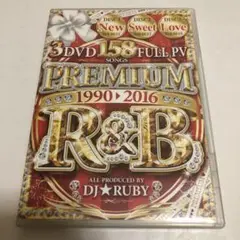 DISC 1 DISC 2 DISC 3
New Sweet Love
3DVD 158 FULL PV
SONGS
PREMIUM
1990 2016
R&B
ALL PRODUCED BY
DJ★RUBY